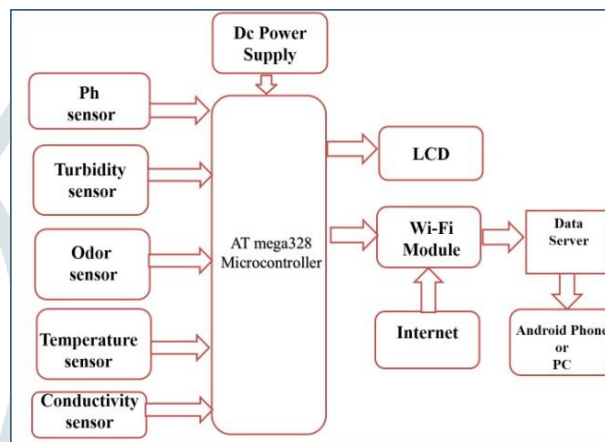 Dc Power
Supply
Ph
sensor
Turbidity
sensor
Odor
sensor
Temperature
sensor
Conductivity
sensor
AT mega328
Microcontroller
LCD
Wi-Fi
Module
Internet
Data
Server
Android Phone
or
PC